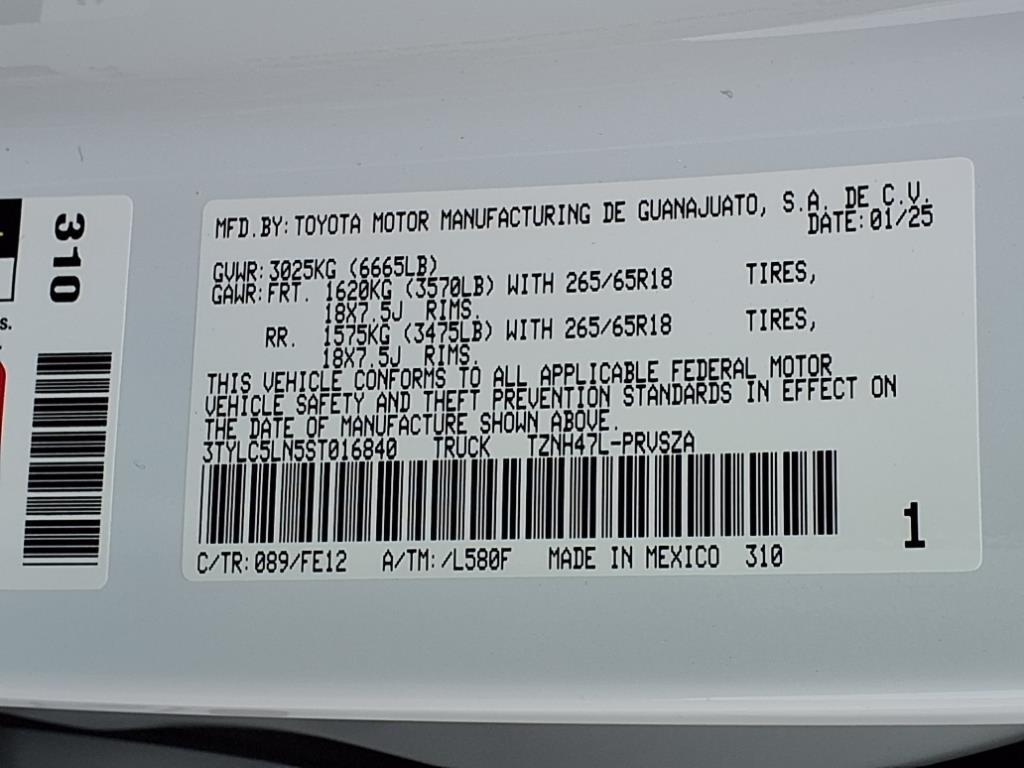 310
s.
MFD.BY:TOYOTA MOTOR MANUFACTURING DE GUANAJUATO, S.A. DE C.V.
DATE:01/25
GVWR:3025KG (6665LB)
GAWR:FRT. 1620KG (3570LB) WITH 265/65R18 TIRES,
18X7.5J RIMS.
RR. 1575KG (3475LB) WITH 265/65R18 TIRES,
18X7.5J RIMS.
THIS VEHICLE CONFORMS TO ALL APPLICABLE FEDERAL MOTOR
VEHICLE SAFETY AND THEFT PREVENTION STANDARDS IN EFFECT ON
THE DATE OF MANUFACTURE SHOWN ABOVE.
3TYLC5LN5ST016840 TRUCK TZNH47L-PRVSZA
C/TR:089/FE12 A/TM:/L580F MADE IN MEXICO 310
1